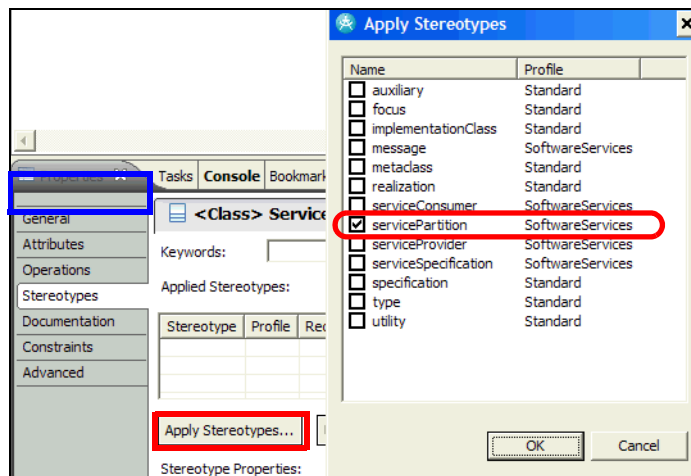 Apply Stereotypes
Name Profile
auxiliary Standard
focus Standard
implementationClass Standard
message SoftwareServices
metaclass Standard
realization Standard
serviceConsumer SoftwareServices
servicePartition SoftwareServices
serviceProvider SoftwareServices
serviceSpecification SoftwareServices
specification Standard
type Standard
utility Standard
OK Cancel
Properties Tasks Console Bookmark
General
Attributes
Operations
Stereotypes
Documentation
Constraints
Advanced
<Class> Service
Keywords:
Applied Stereotypes:
Stereotype Profile Rec
Apply Stereotypes...
Stereotype Properties: